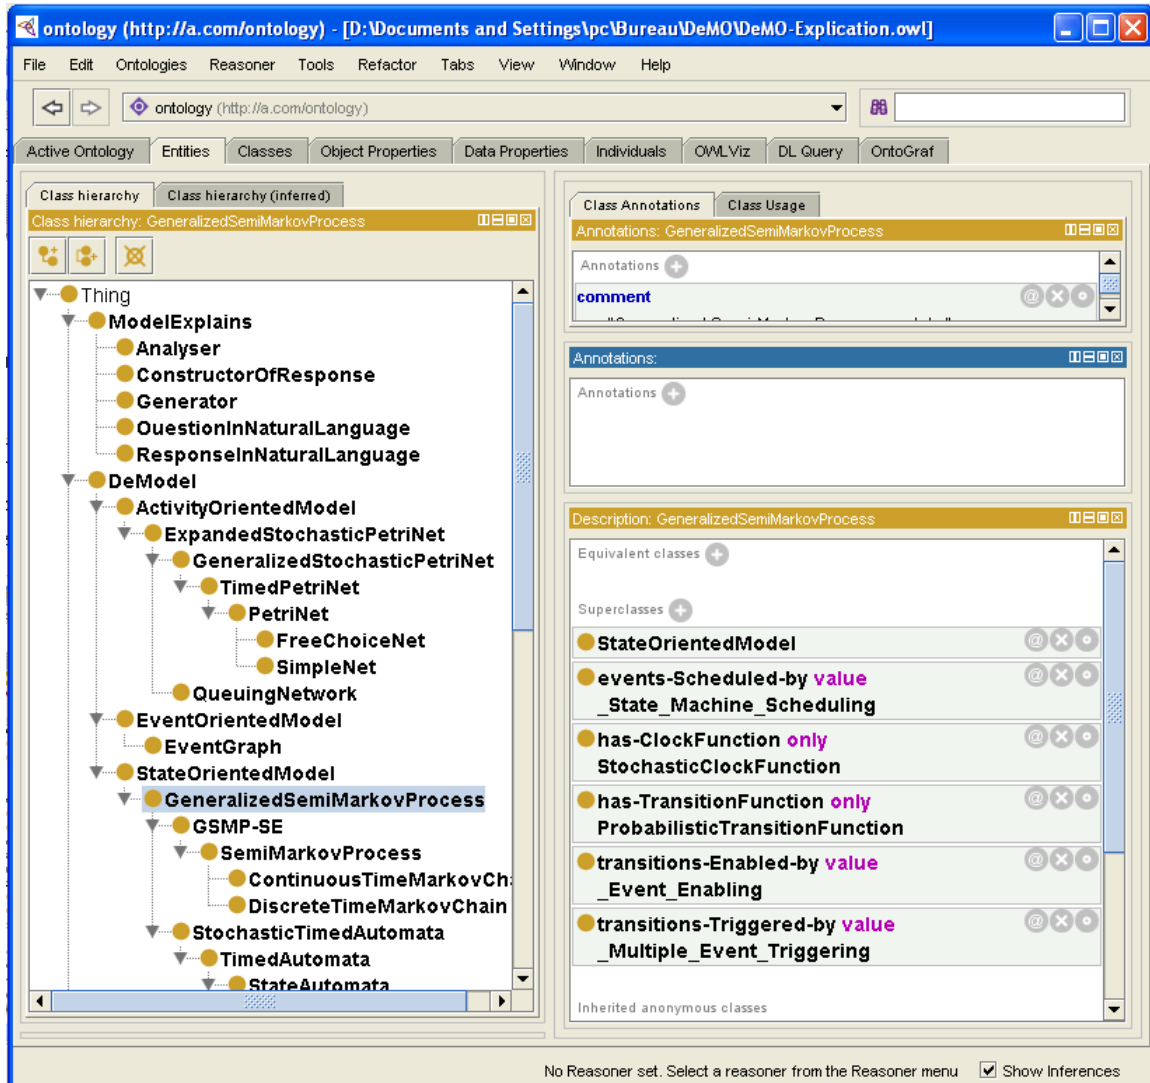 ontology (http://a.com/ontology) - [D:\Documents and Settings\pc\Bureau\DeMO\DeMO-Explication.owl]
File Edit Ontologies Reasoner Tools Refactor Tabs View Window Help
ontology (http://a.com/ontology)
Active Ontology Entities Classes Object Properties Data Properties Individuals OWLViz DL Query OntoGraf
Class hierarchy Class hierarchy (inferred)
Class hierarchy: GeneralizedSemiMarkovProcess
Thing
ModelExplains
Analyser
ConstructorOfResponse
Generator
OuestionInNaturalLanguage
ResponseInNaturalLanguage
DeModel
ActivityOrientedModel
ExpandedStochasticPetriNet
GeneralizedStochasticPetriNet
TimedPetriNet
PetriNet
FreeChoiceNet
SimpleNet
QueuingNetwork
EventOrientedModel
EventGraph
StateOrientedModel
GeneralizedSemiMarkovProcess
GSMP-SE
SemiMarkovProcess
ContinuousTimeMarkovCh
DiscreteTimeMarkovChain
StochasticTimedAutomata
TimedAutomata
StateAutomata
Class Annotations Class Usage
Annotations: GeneralizedSemiMarkovProcess
Annotations
comment
Annotations:
Annotations
Description: GeneralizedSemiMarkovProcess
Equivalent classes
Superclasses
StateOrientedModel
events-Scheduled-by value
_State_Machine_Scheduling
has-ClockFunction only
StochasticClockFunction
has-TransitionFunction only
ProbabilisticTransitionFunction
transitions-Enabled-by value
_Event_Enabling
transitions-Triggered-by value
_Multiple_Event_Triggering
Inherited anonymous classes
No Reasoner set. Select a reasoner from the Reasoner menu Show Inferences